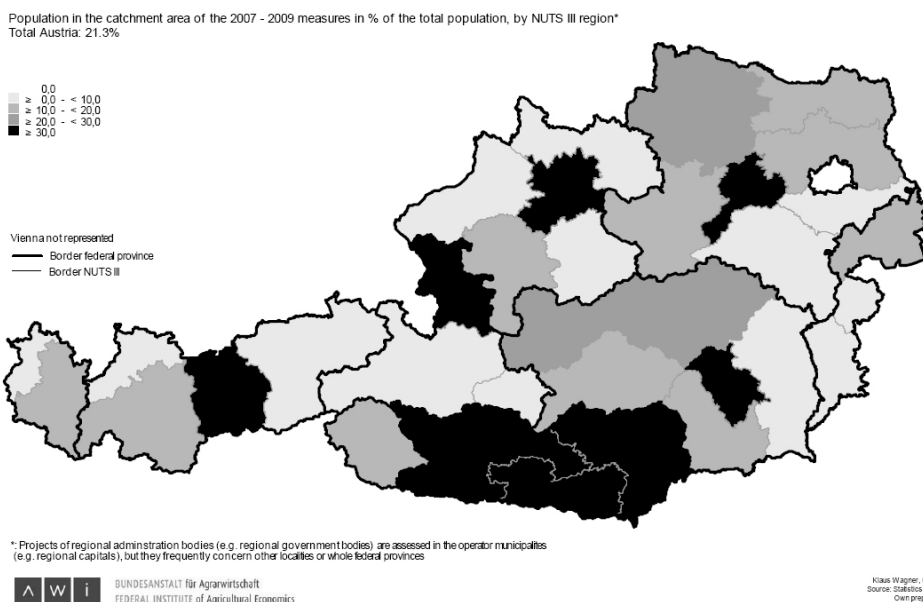 Population in the catchment area of the 2007 - 2009 measures in % of the total population, by NUTS III region*
Total Austria: 21.3%
0,0
≥ 0,0 - < 10,0
≥ 10,0 - < 20,0
≥ 20,0 - < 30,0
≥ 30,0
Vienna not represented
Border federal province
Border NUTS III
*: Projects of regional adminstration bodies (e.g. regional government bodies) are assessed in the operator municipalites
(e.g. regional capitals), but they frequently concern other localities or whole federal provinces
AWI
BUNDESANSTALT für Agrarwirtschaft
FEDERAL INSTITUTE of Agricultural Economics
Klaus Wagner,
Source: Statistics
Own prep